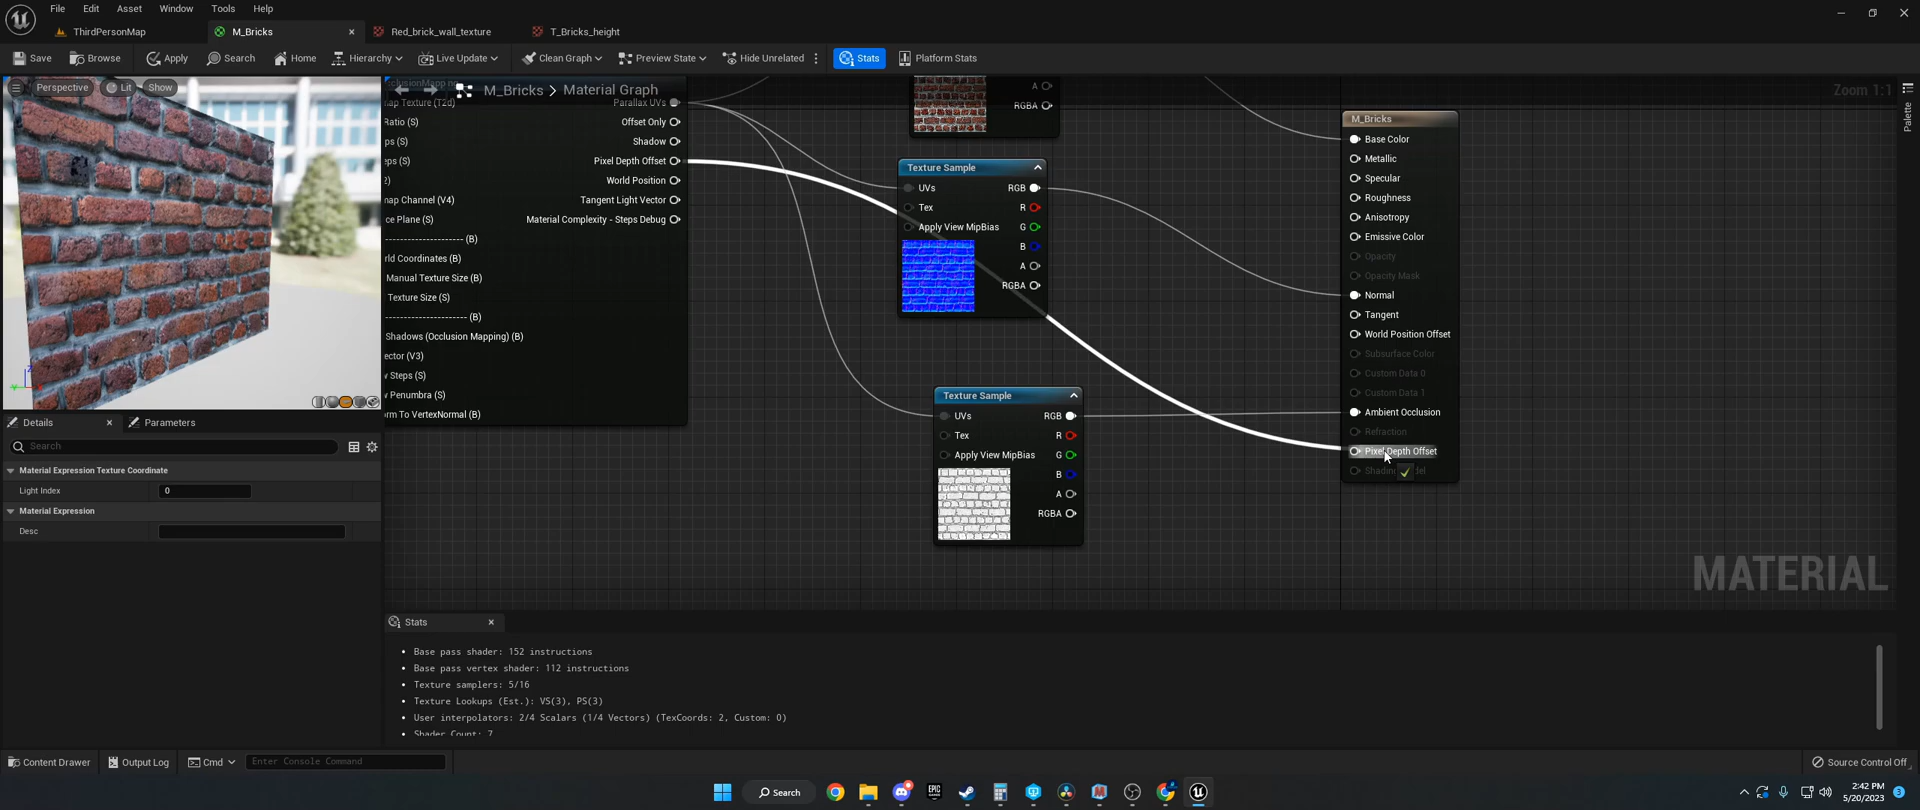 File Edit Asset Window Tools Help
ThirdPersonMap M_Bricks × Red_brick_wall_texture T_Bricks_height
Save Browse Apply Search Home Hierarchy Live Update Clean Graph Preview State Hide Unrelated Stats Platform Stats
Perspective Lit Show
M_Bricks > Material Graph
Zoom 1:1
Palette
Parallax UVs
Ratio (S) Offset Only
Shadow
Pixel Depth Offset
World Position
Channel (V4) Tangent Light Vector
Plane (S) Material Complexity - Steps Debug
---------------------- (B)
Coordinates (B)
Manual Texture Size (B)
Texture Size (S)
---------------------- (B)
Shadows (Occlusion Mapping) (B)
(V3)
Steps (S)
Penumbra (S)
To VertexNormal (B)
A
RGBA
Texture Sample
UVs RGB
Tex R
Apply View MipBias G
B
A
RGBA
Texture Sample
UVs RGB
Tex R
Apply View MipBias G
B
A
RGBA
M_Bricks
Base Color
Metallic
Specular
Roughness
Anisotropy
Emissive Color
Opacity
Opacity Mask
Normal
Tangent
World Position Offset
Subsurface Color
Custom Data 0
Custom Data 1
Ambient Occlusion
Refraction
Pixel Depth Offset
MATERIAL
Details × Parameters
Search
Material Expression Texture Coordinate
Light Index 0
Material Expression
Desc
Stats ×
• Base pass shader: 152 instructions
• Base pass vertex shader: 112 instructions
• Texture samplers: 5/16
• Texture Lookups (Est.): VS(3), PS(3)
• User interpolators: 2/4 Scalars (1/4 Vectors) (TexCoords: 2, Custom: 0)
• Shader Count: 7
Content Drawer Output Log Cmd Enter Console Command Source Control Off
Search
2:42 PM
5/20/2023